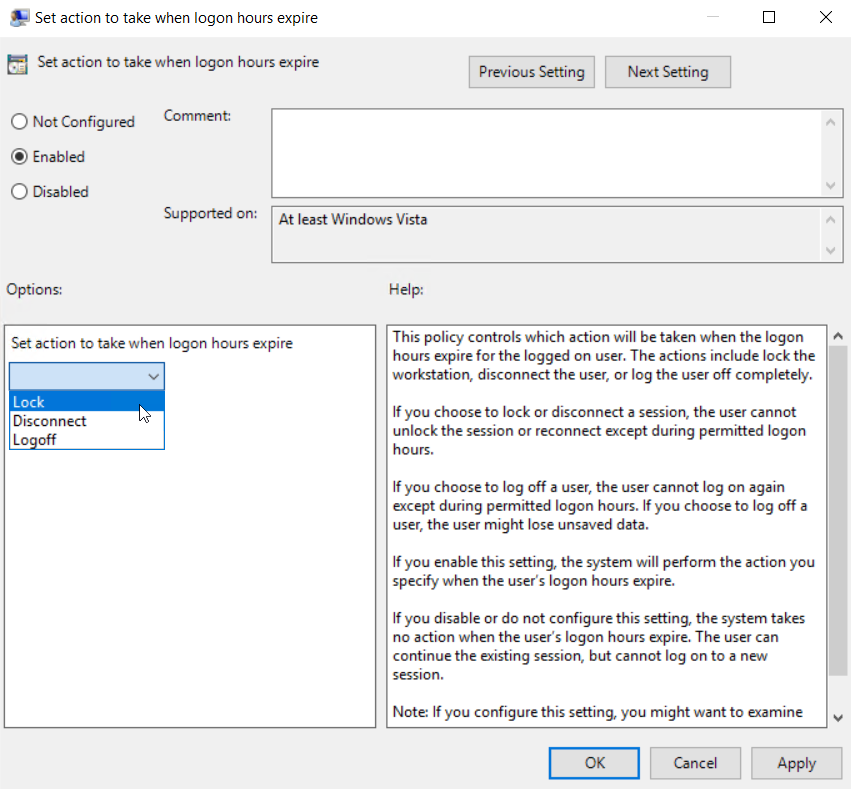 Set action to take when logon hours expire
Set action to take when logon hours expire
Previous Setting
Next Setting
Not Configured
Comment:
Enabled
Disabled
Supported on:
At least Windows Vista
Options:
Help:
Set action to take when logon hours expire
Lock
Disconnect
Logoff
This policy controls which action will be taken when the logon
hours expire for the logged on user. The actions include lock the
workstation, disconnect the user, or log the user off completely.
If you choose to lock or disconnect a session, the user cannot
unlock the session or reconnect except during permitted logon
hours.
If you choose to log off a user, the user cannot log on again
except during permitted logon hours. If you choose to log off a
user, the user might lose unsaved data.
If you enable this setting, the system will perform the action you
specify when the user's logon hours expire.
If you disable or do not configure this setting, the system takes
no action when the user's logon hours expire. The user can
continue the existing session, but cannot log on to a new
session.
Note: If you configure this setting, you might want to examine
OK
Cancel
Apply